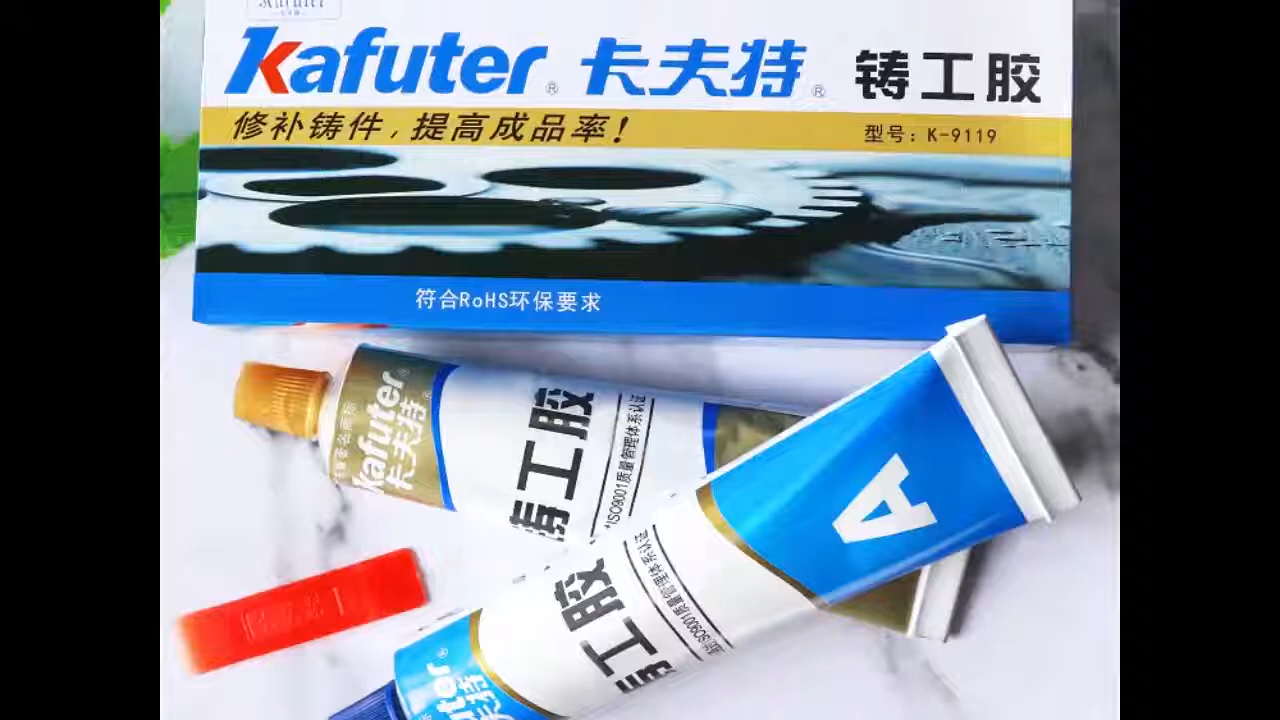 Kafuter® 卡夫特® 铸工胶
修补铸件，提高成品率！
型号：K-9119
符合RoHS环保要求
Kafuter®
卡夫特®
铸工胶
ISO9001质量管理体系认证
A
通过ISO9001质量管理体系认证
工胶